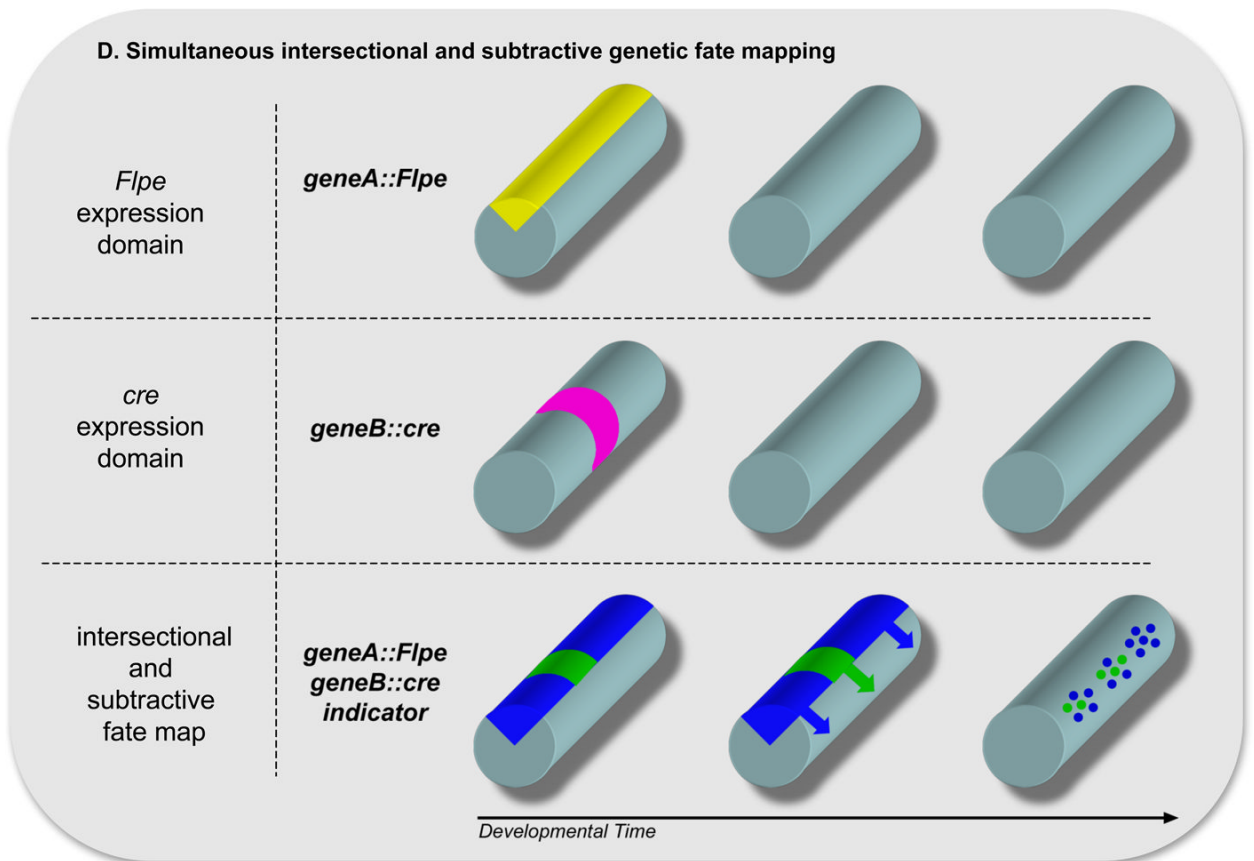 D. Simultaneous intersectional and subtractive genetic fate mapping
Flpe
expression
domain
geneA::Flpe
cre
expression
domain
geneB::cre
intersectional
and
subtractive
fate map
geneA::Flpe
geneB::cre
indicator
Developmental Time